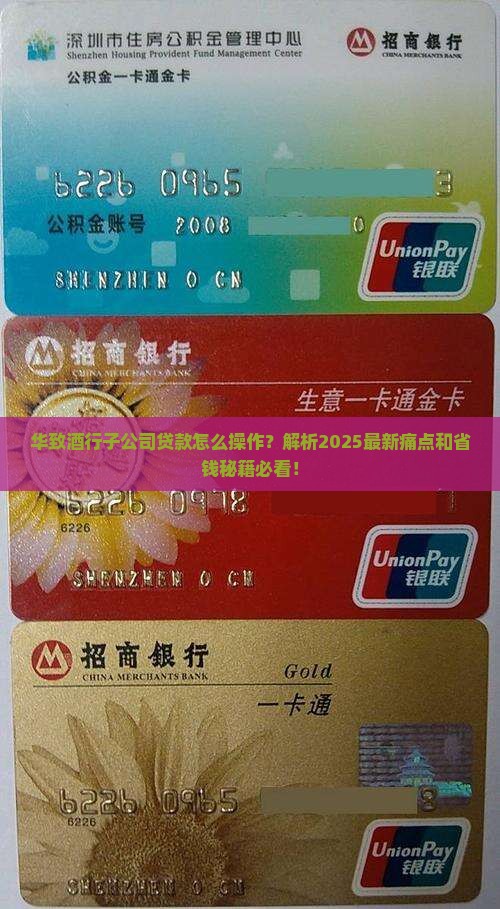 深圳市住房公积金管理中心
Shenzhen Housing Provident Fund Management Center
招商银行
CHINA MERCHANTS BANK
公积金一卡通金卡
6226 0965 3
公积金账号 2008 0
UnionPay
银联
SHENZHEN O CN
招商银行
CHINA MERCHANTS BANK
生意一卡通金卡
华致酒行子公司贷款怎么操作？解析2025最新痛点和省
钱秘籍必看！
6226 0978 1
6226
UnionPay
银联
SHENZHEN O CN
招商銀行
CHINA MERCHANTS BANK
Gold
一卡通
6226 0965 8
6226
UnionPay
银联
SHENZHEN O CN